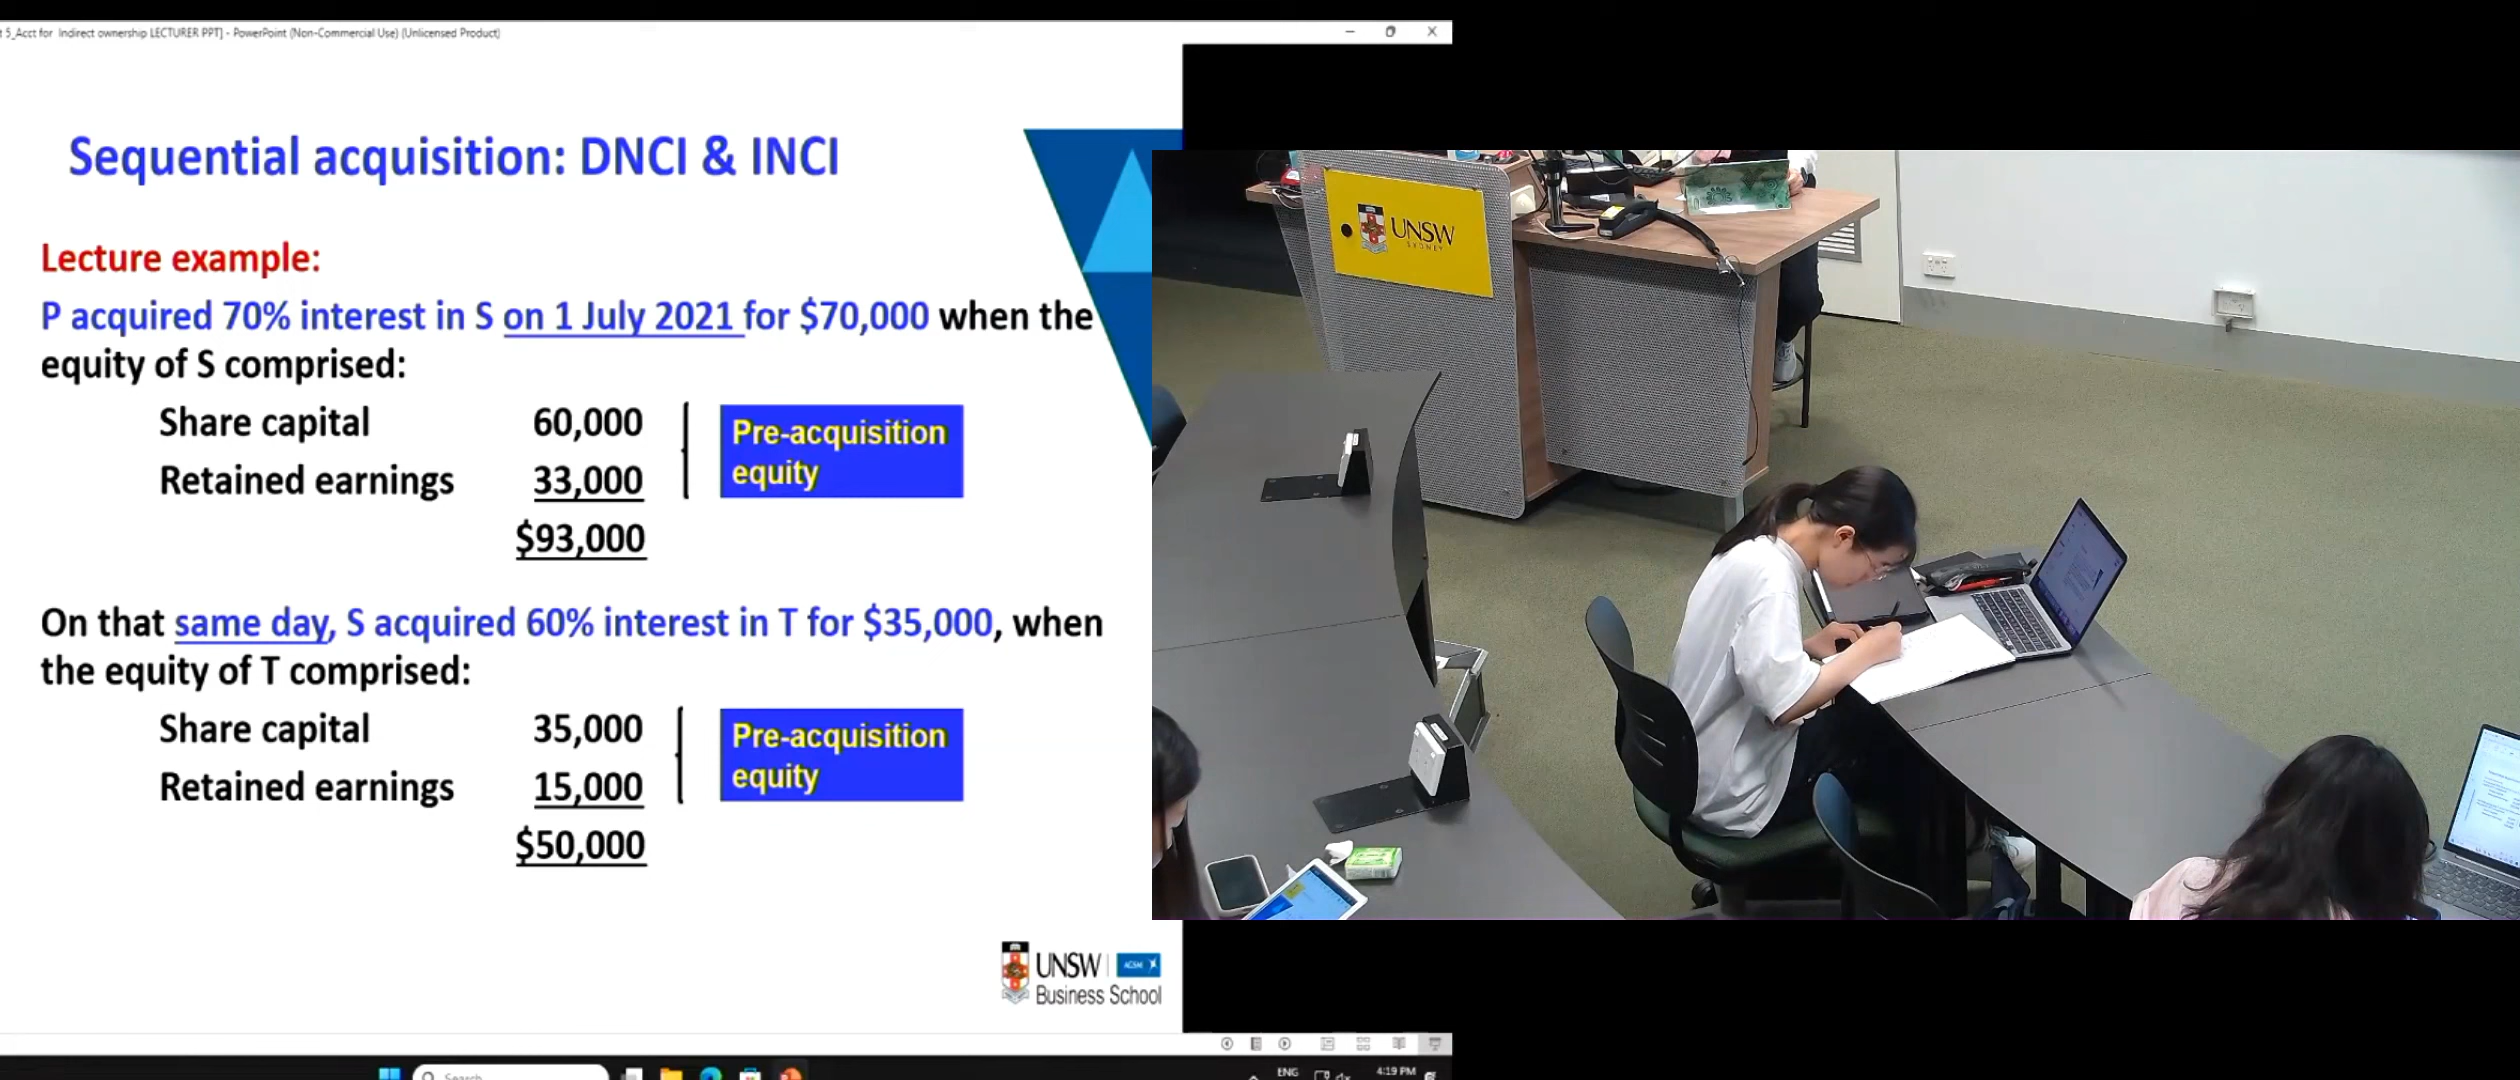 t 5_Acct for Indirect ownership LECTURER PPT] - PowerPoint (Non-Commercial Use) (Unlicensed Product)
Sequential acquisition: DNCI & INCI
Lecture example:
P acquired 70% interest in S on 1 July 2021 for $70,000 when the
equity of S comprised:
Share capital 60,000
Retained earnings 33,000
$93,000
Pre-acquisition
equity
On that same day, S acquired 60% interest in T for $35,000, when
the equity of T comprised:
Share capital 35,000
Retained earnings 15,000
$50,000
Pre-acquisition
equity
UNSW
AGSM
Business School
UNSW
SYDNEY
Search
ENG
4:19 PM